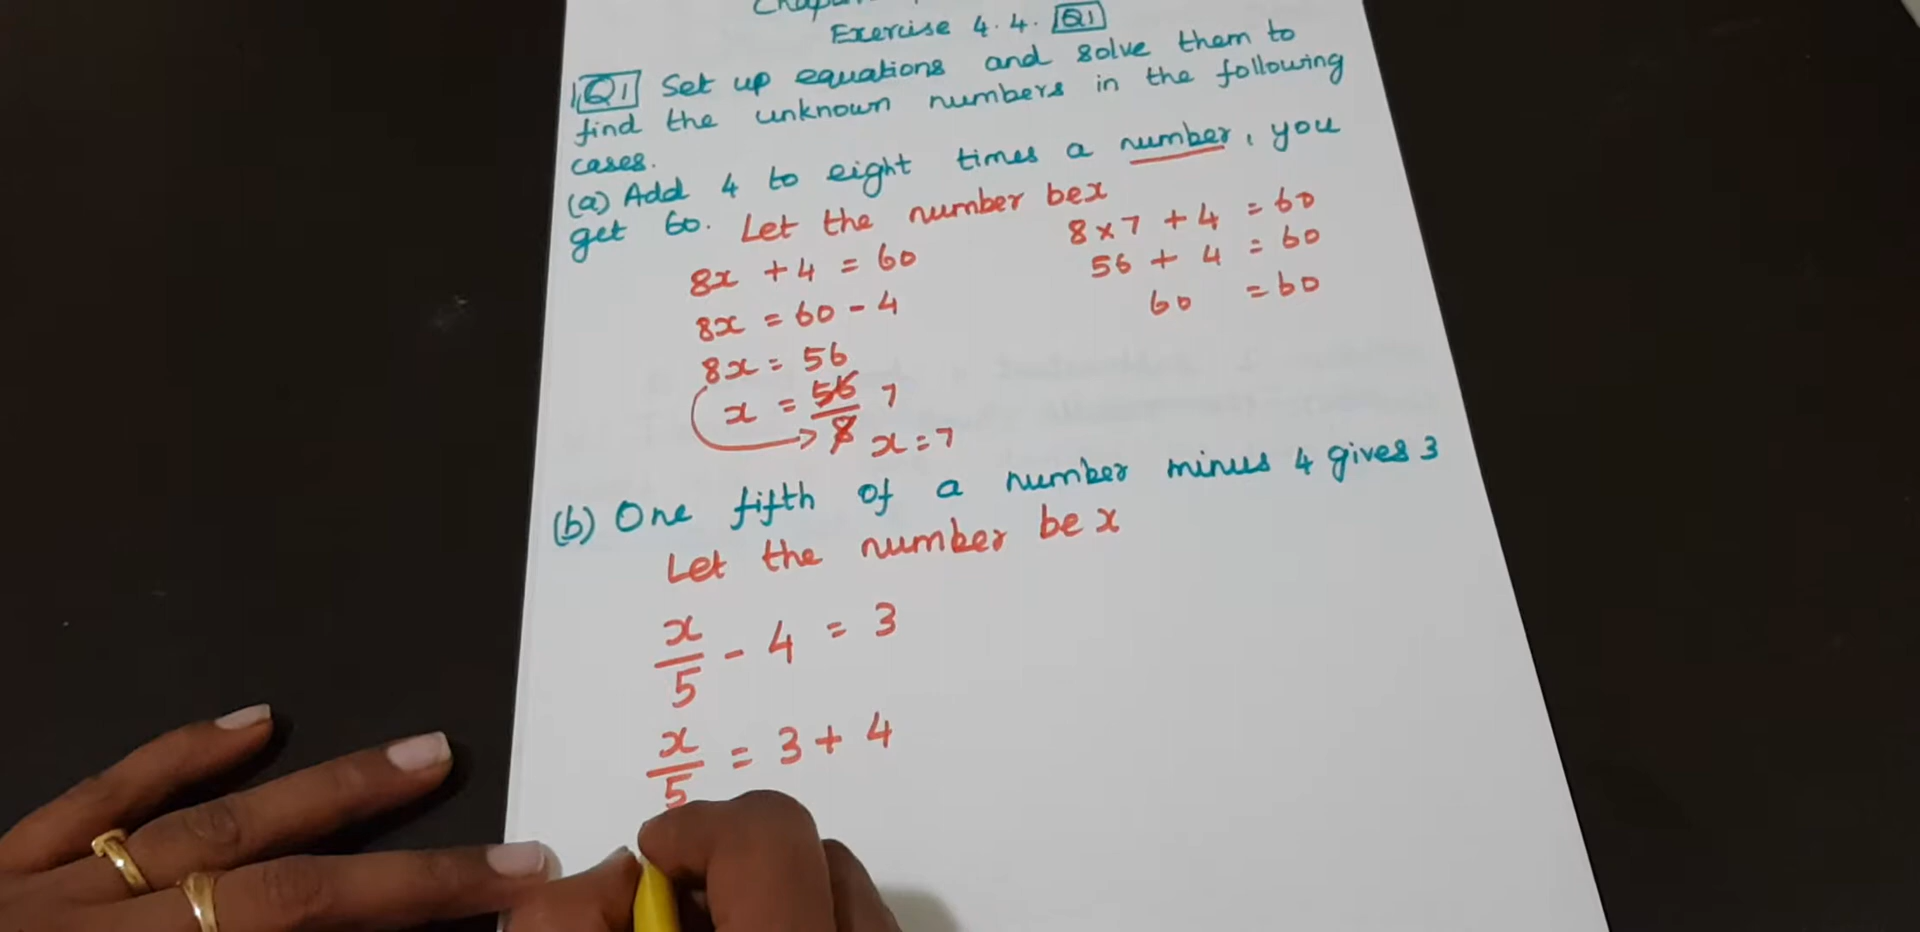 Exercise 4.4. Q1
Q1 Set up equations and solve them to
find the unknown numbers in the following
cases.
(a) Add 4 to eight times a number, you
get 60. Let the number be x
8x + 4 = 60
8x = 60 - 4
8x = 56
x = 56/8 7
x = 7
8 × 7 + 4 = 60
56 + 4 = 60
60 = 60
(b) One fifth of a number minus 4 gives 3
Let the number be x
x/5 - 4 = 3
x/5 = 3 + 4